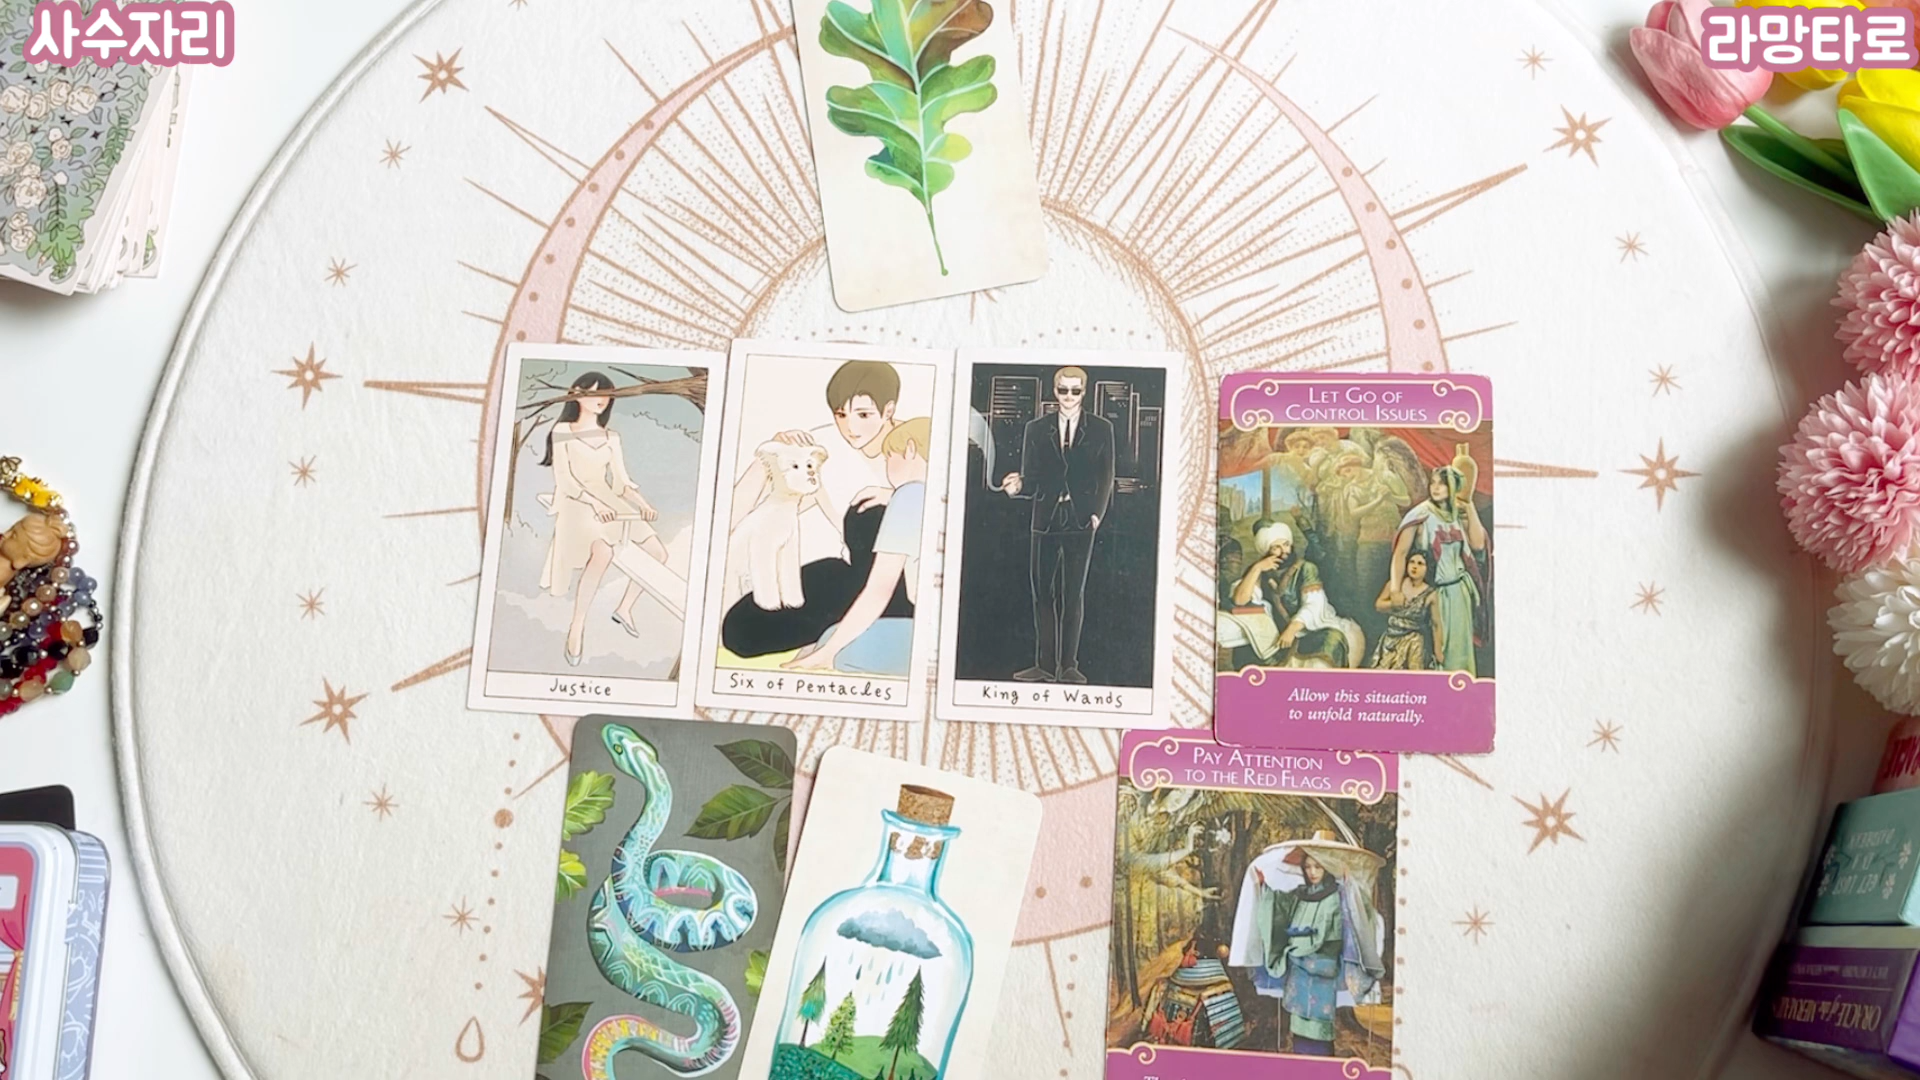 사수자리
라망타로
LET GO OF
CONTROL ISSUES
Allow this situation
to unfold naturally.
Justice
Six of Pentacles
King of Wands
PAY ATTENTION
TO THE RED FLAGS